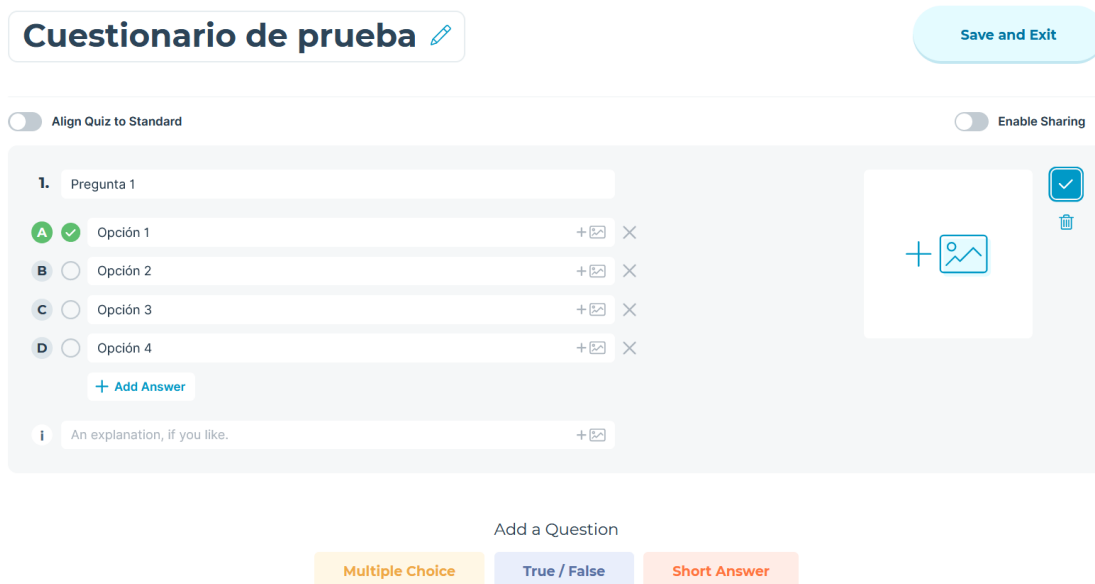 Cuestionario de prueba
Save and Exit
Align Quiz to Standard
Enable Sharing
1. Pregunta 1
A Opción 1
B Opción 2
C Opción 3
D Opción 4
+ Add Answer
i An explanation, if you like.
Add a Question
Multiple Choice True / False Short Answer